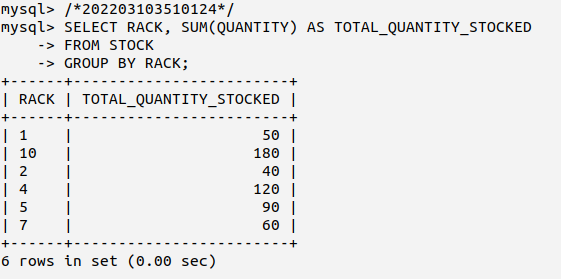 mysql> /*202203103510124*/
mysql> SELECT RACK, SUM(QUANTITY) AS TOTAL_QUANTITY_STOCKED
    -> FROM STOCK
    -> GROUP BY RACK;
+------+------------------------+
| RACK | TOTAL_QUANTITY_STOCKED |
+------+------------------------+
| 1    |                     50 |
| 10   |                    180 |
| 2    |                     40 |
| 4    |                    120 |
| 5    |                     90 |
| 7    |                     60 |
+------+------------------------+
6 rows in set (0.00 sec)